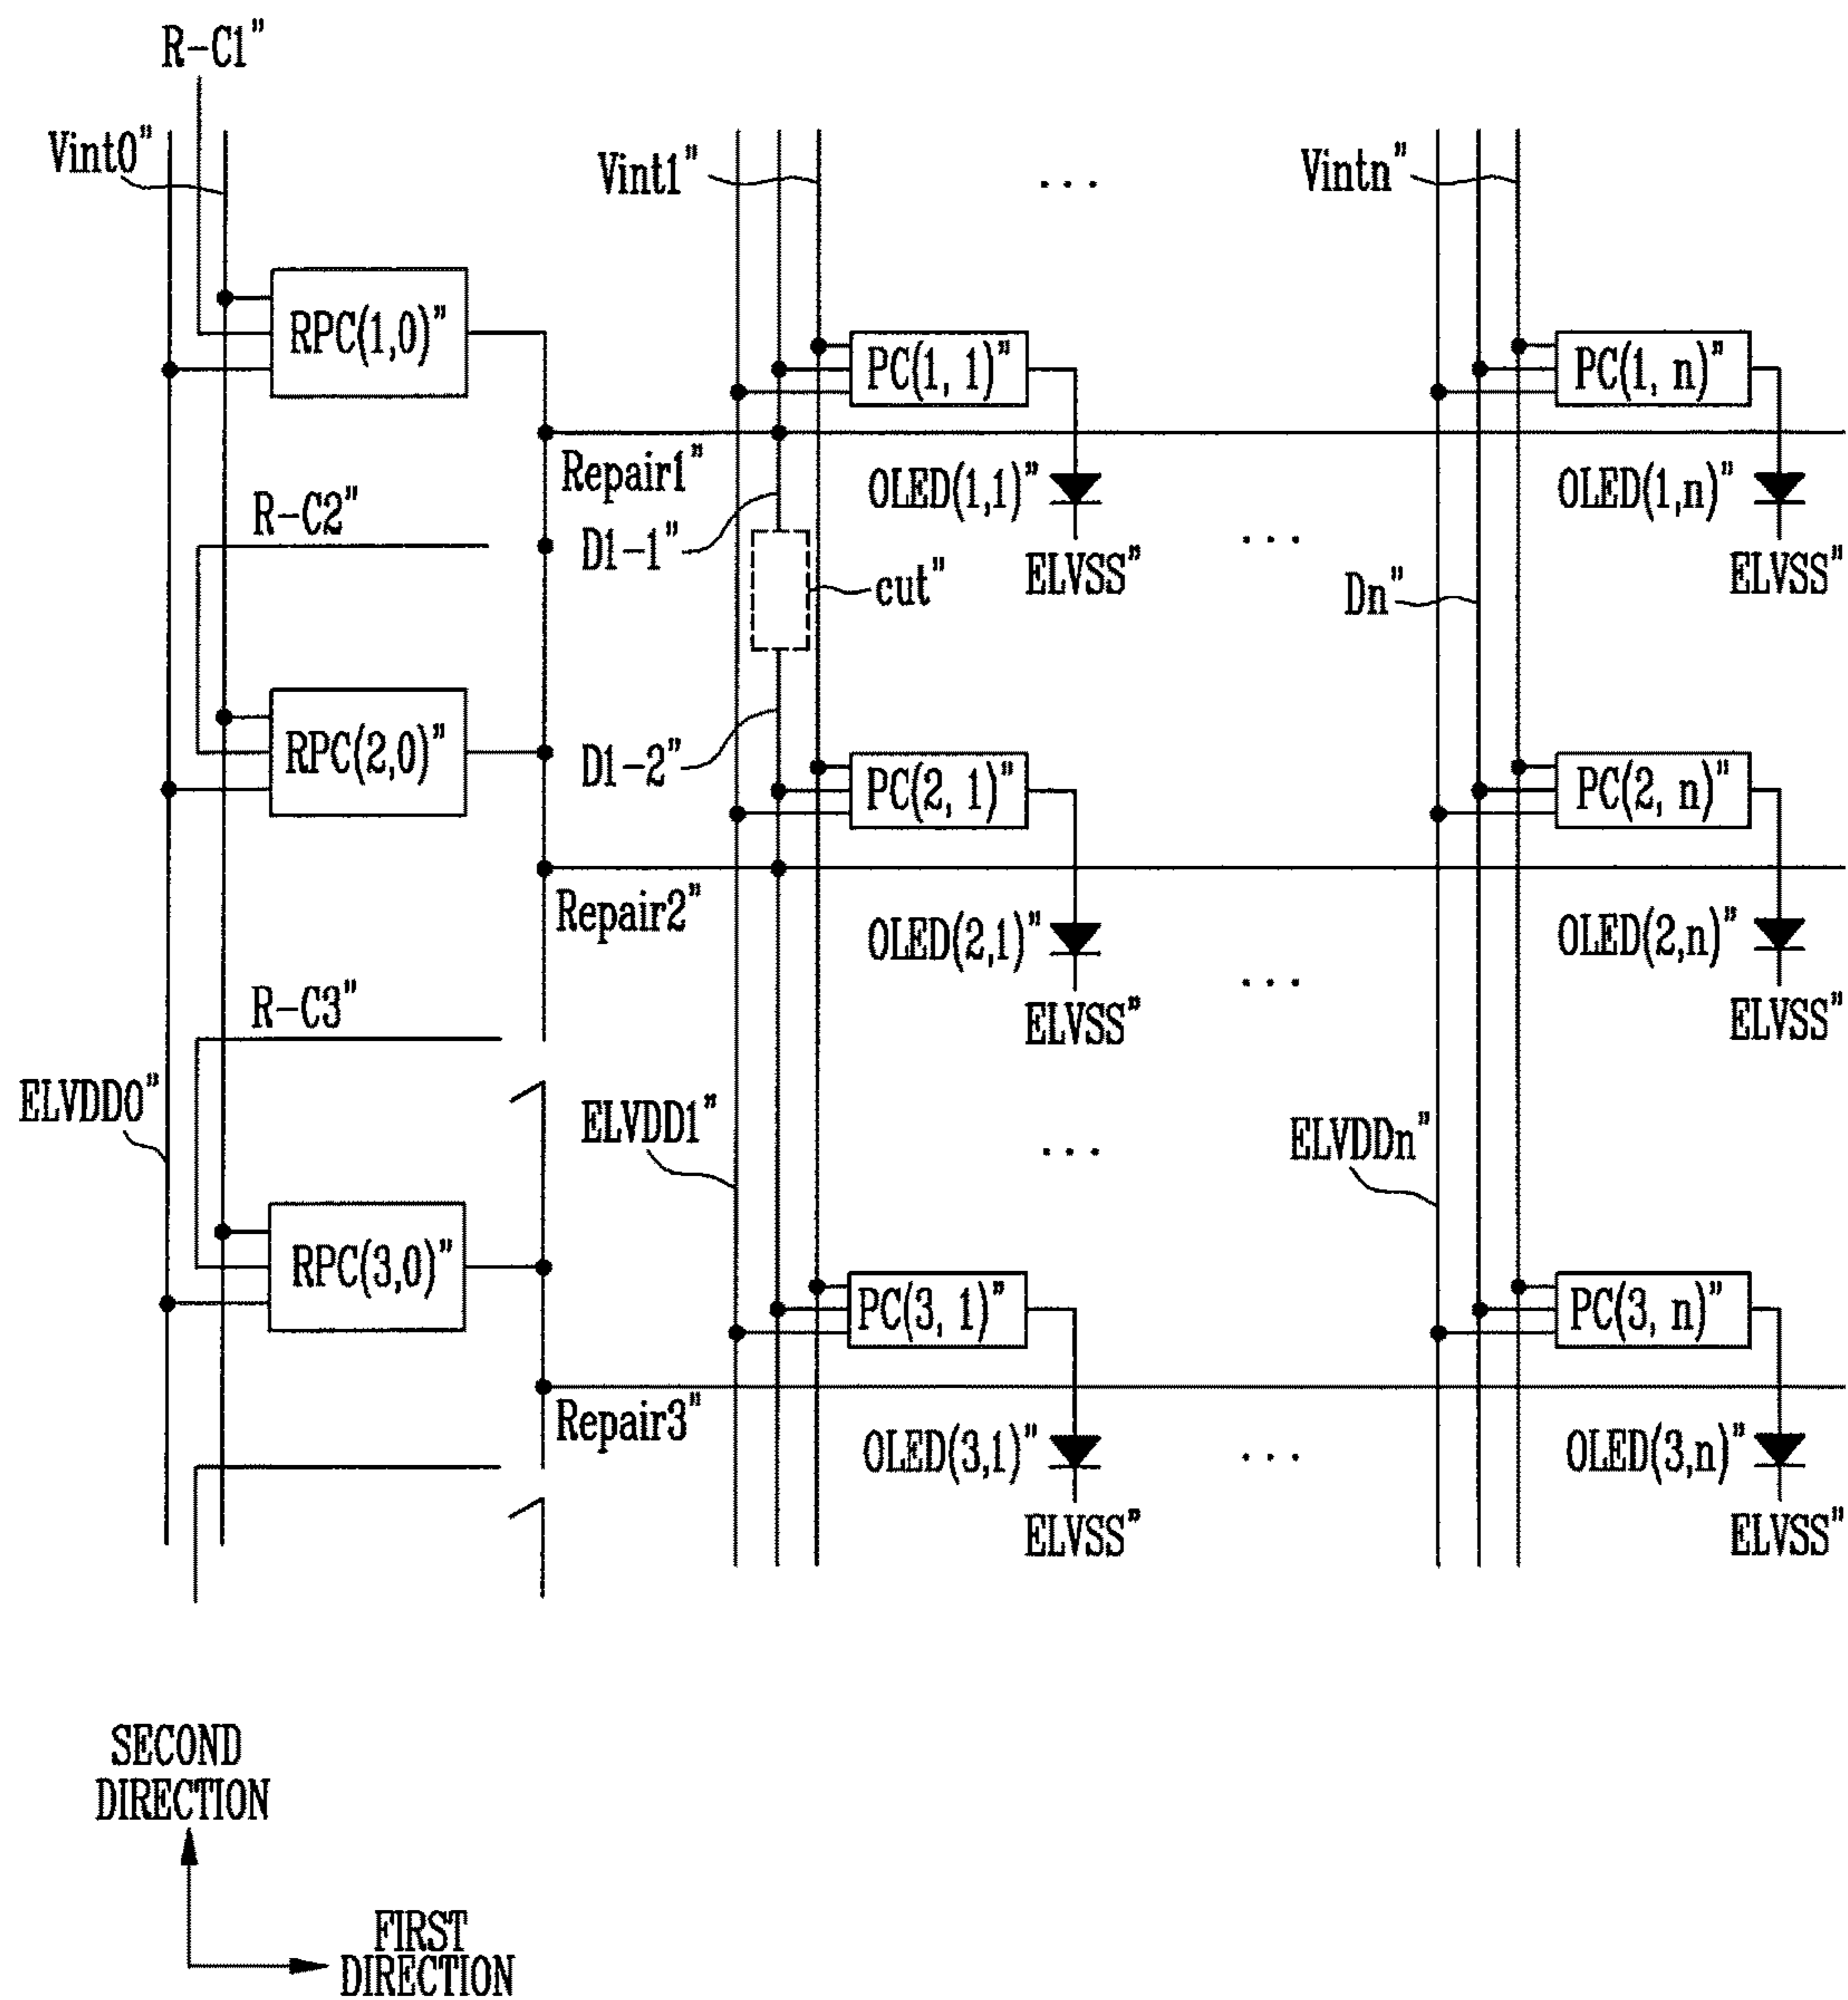 R-C1"
Vint0"
Vint1"
. . .
Vintn"
RPC(1,0)"
PC(1, 1)"
PC(1, n)"
Repair1"
OLED(1,1)"
OLED(1,n)"
R-C2"
D1-1"
. . .
ELVSS"
cut"
Dn"
ELVSS"
RPC(2,0)"
D1-2"
PC(2, 1)"
PC(2, n)"
Repair2"
OLED(2,1)"
OLED(2,n)"
R-C3"
. . .
ELVSS"
ELVSS"
ELVDD0"
ELVDD1"
. . .
ELVDDn"
RPC(3,0)"
PC(3, 1)"
PC(3, n)"
Repair3"
OLED(3,1)"
. . .
OLED(3,n)"
ELVSS"
ELVSS"
SECOND
DIRECTION
FIRST
DIRECTION